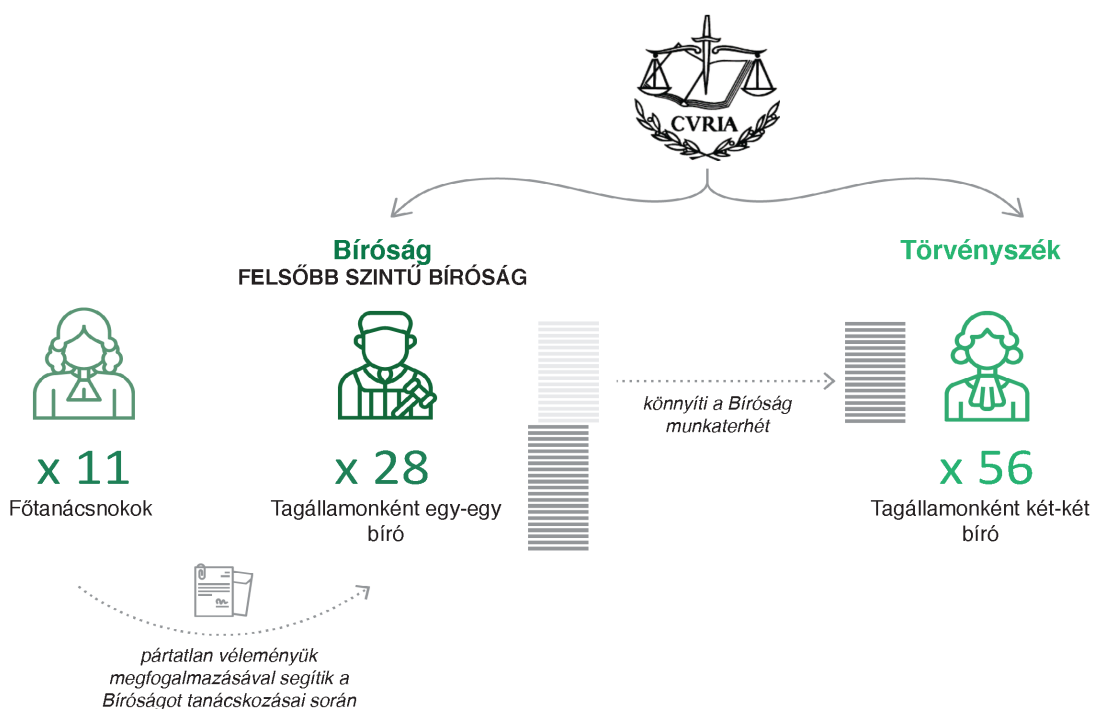 CVRIA
Bíróság
FELSŐBB SZINTŰ BÍRÓSÁG
Törvényszék
könnyíti a Bíróság
munkaterhét
x 11
Főtanácsnokok
x 28
Tagállamonként egy-egy
bíró
x 56
Tagállamonként két-két
bíró
pártatlan véleményük
megfogalmazásával segítik a
Bíróságot tanácskozásai során